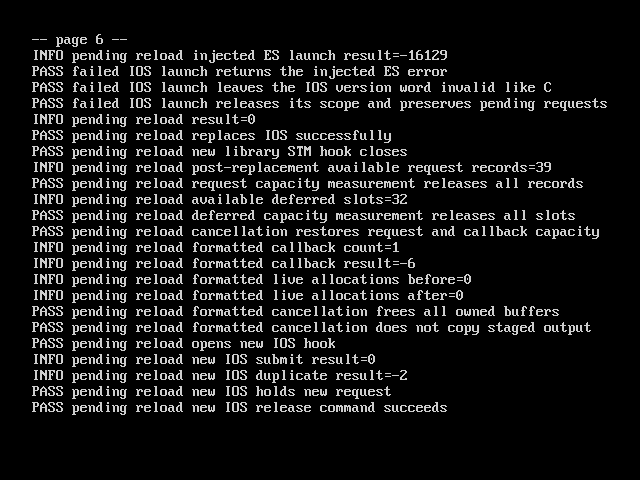 -- page 6 --
INFO pending reload injected ES launch result=-16129
PASS failed IOS launch returns the injected ES error
PASS failed IOS launch leaves the IOS version word invalid like C
PASS failed IOS launch releases its scope and preserves pending requests
INFO pending reload result=0
PASS pending reload replaces IOS successfully
PASS pending reload new library STM hook closes
INFO pending reload post-replacement available request records=39
PASS pending reload request capacity measurement releases all records
INFO pending reload available deferred slots=32
PASS pending reload deferred capacity measurement releases all slots
PASS pending reload cancellation restores request and callback capacity
INFO pending reload formatted callback count=1
INFO pending reload formatted callback result=-6
INFO pending reload formatted live allocations before=0
INFO pending reload formatted live allocations after=0
PASS pending reload formatted cancellation frees all owned buffers
PASS pending reload formatted cancellation does not copy staged output
PASS pending reload opens new IOS hook
INFO pending reload new IOS submit result=0
INFO pending reload new IOS duplicate result=-2
PASS pending reload new IOS holds new request
PASS pending reload new IOS release command succeeds